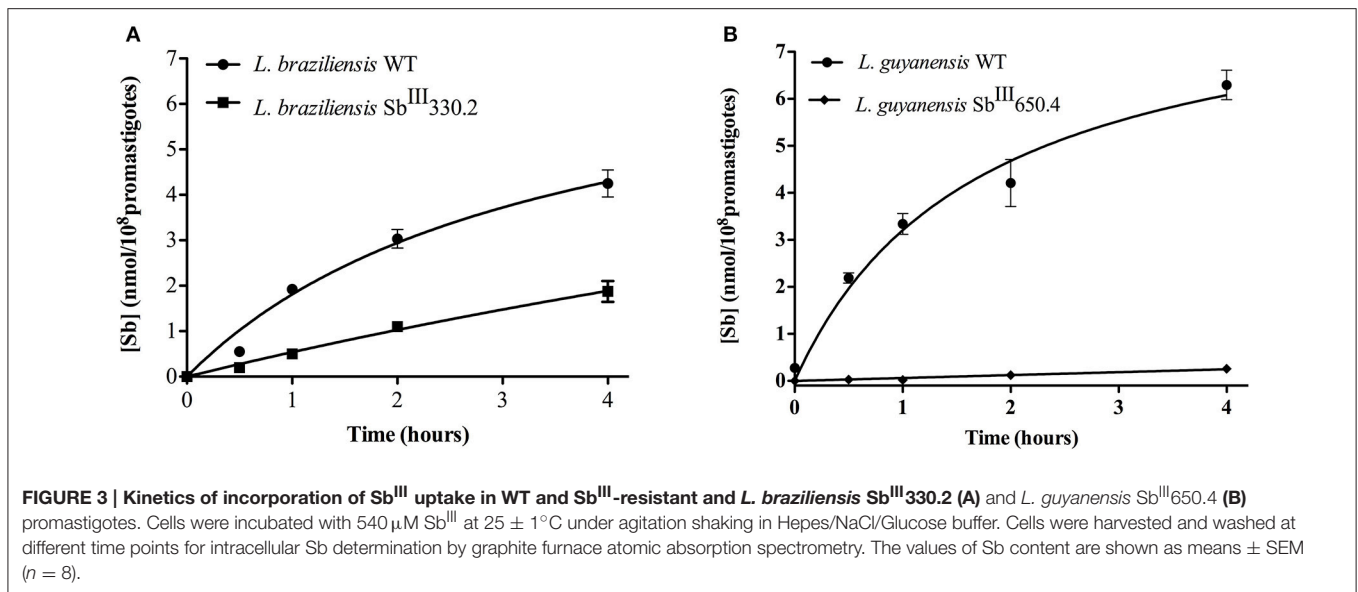 A
7
6
5
4
3
2
1
0
[Sb] (nmol/10⁸promastigotes)
L. braziliensis WT
L. braziliensis Sbᴵᴵᴵ330.2
0 1 2 3 4
Time (hours)
B
7
6
5
4
3
2
1
0
[Sb] (nmol/10⁸promastigotes)
L. guyanensis WT
L. guyanensis Sbᴵᴵᴵ650.4
0 1 2 3 4
Time (hours)
FIGURE 3 | Kinetics of incorporation of Sbᴵᴵᴵ uptake in WT and Sbᴵᴵᴵ-resistant and L. braziliensis Sbᴵᴵᴵ330.2 (A) and L. guyanensis Sbᴵᴵᴵ650.4 (B)
promastigotes. Cells were incubated with 540 μM Sbᴵᴵᴵ at 25 ± 1°C under agitation shaking in Hepes/NaCl/Glucose buffer. Cells were harvested and washed at
different time points for intracellular Sb determination by graphite furnace atomic absorption spectrometry. The values of Sb content are shown as means ± SEM
(n = 8).